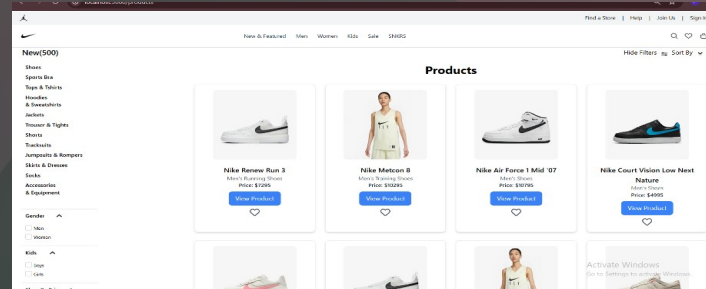 localhost:3000/products
Find a Store | Help | Join Us | Sign In
New & Featured Men Women Kids Sale SNKRS
New(500)
Hide Filters Sort By
Products
Shoes
Sports Bra
Tops & Tshirts
Hoodies
& Sweatshirts
Jackets
Trouser & Tights
Shorts
Tracksuits
Jumpsuits & Rompers
Skirts & Dresses
Socks
Accessories
& Equipment
Gender
Men
Women
Kids
Boys
Girls
Nike Renew Run 3
Men's Running Shoes
Price: $7295
View Product
Nike Metcon 8
Men's Training Shoes
Price: $10295
View Product
Nike Air Force 1 Mid '07
Men's Shoes
Price: $10795
View Product
Nike Court Vision Low Next
Nature
Men's Shoes
Price: $4995
View Product
Activate Windows
Go to Settings to activate Windows.